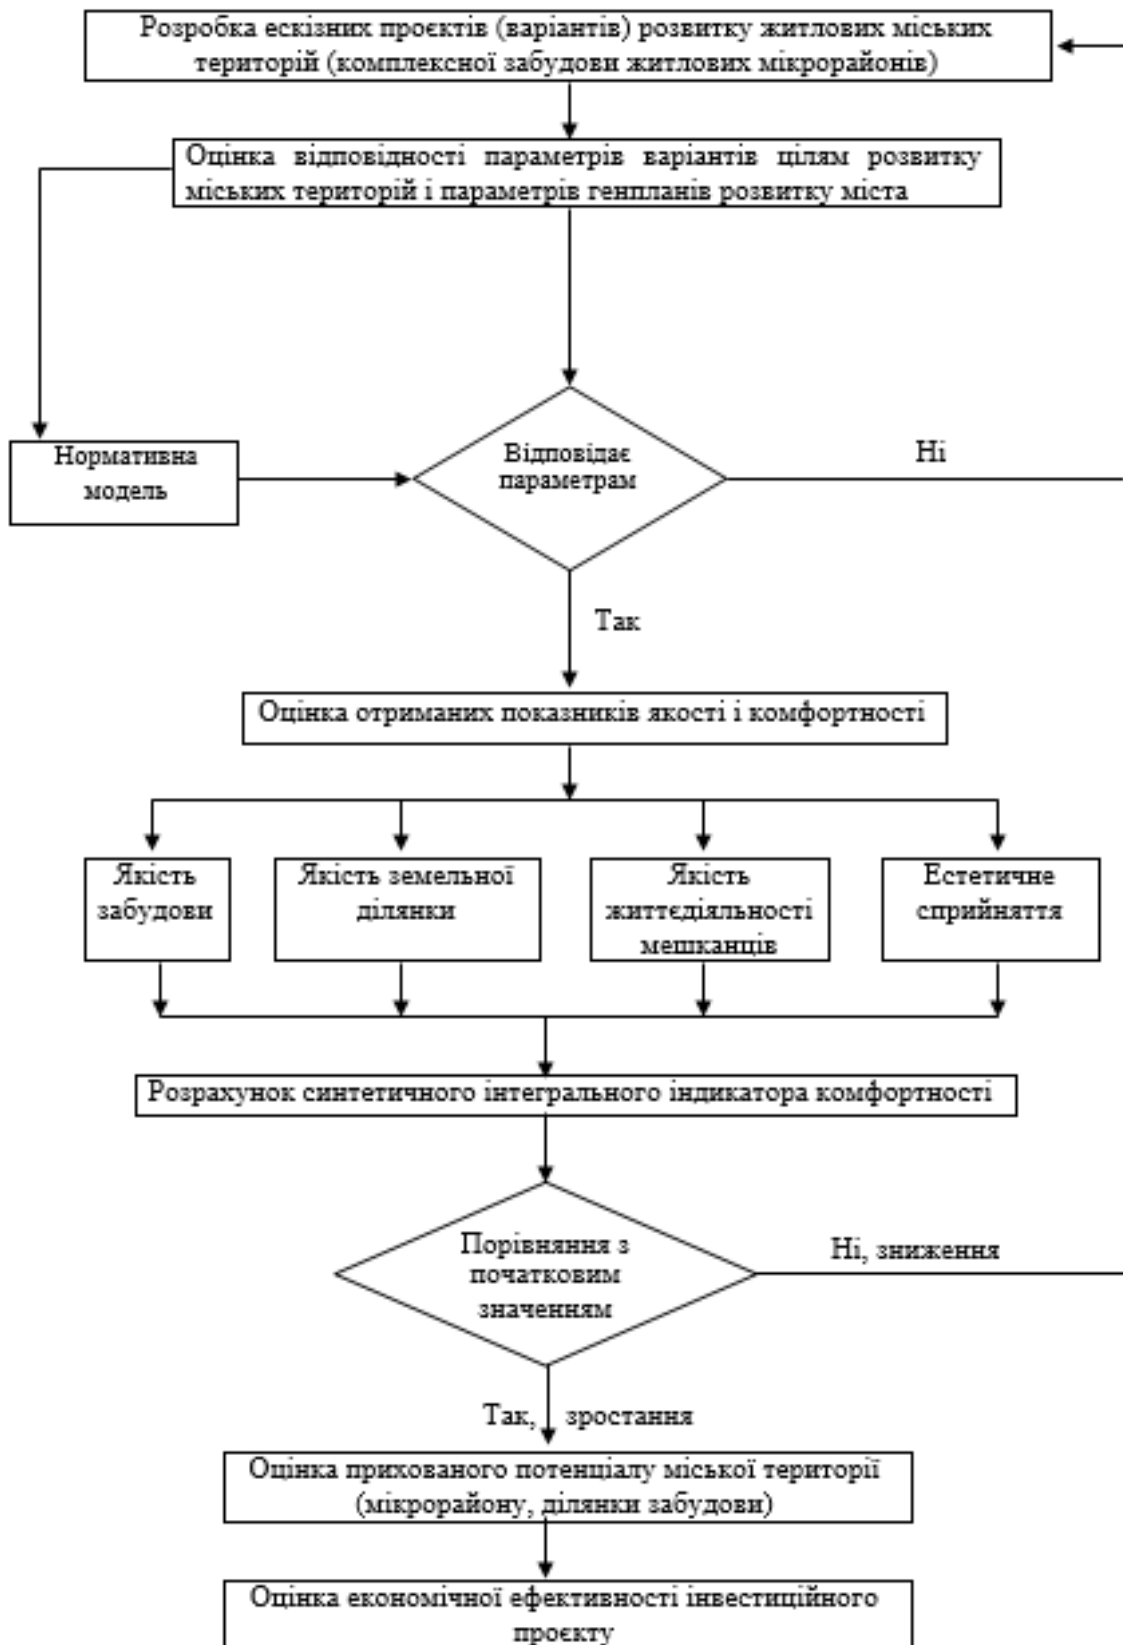 Розробка ескізних проєктів (варіантів) розвитку житлових міських
територій (комплексної забудови житлових мікрорайонів)
Оцінка відповідності параметрів варіантів цілям розвитку
міських територій і параметрів генпланів розвитку міста
Нормативна
модель
Відповідає
параметрам
Ні
Так
Оцінка отриманих показників якості і комфортності
Якість
забудови
Якість земельної
ділянки
Якість
життєдіяльності
мешканців
Естетичне
сприйняття
Розрахунок синтетичного інтегрального індикатора комфортності
Порівняння з
початковим
значенням
Ні, зниження
Так, зростання
Оцінка прихованого потенціалу міської території
(мікрорайону, ділянки забудови)
Оцінка економічної ефективності інвестиційного
проєкту